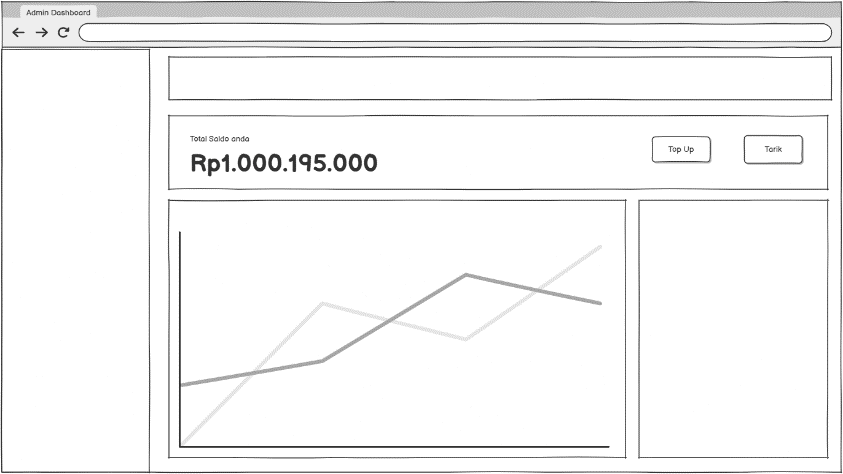 Admin Dashboard
Total Saldo anda
Rp1.000.195.000
Top Up
Tarik